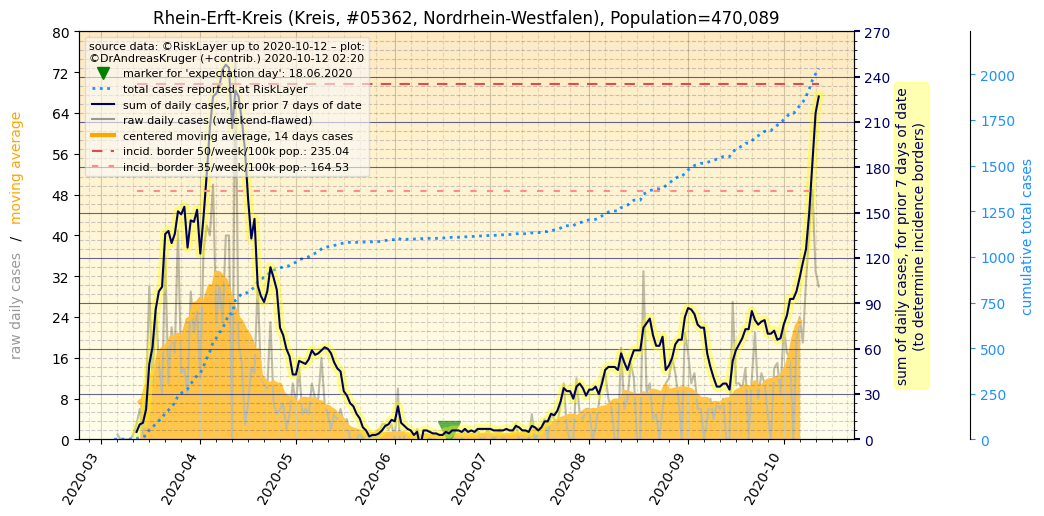 Rhein-Erft-Kreis (Kreis, #05362, Nordrhein-Westfalen), Population=470,089
source data: ©RiskLayer up to 2020-10-12 – plot:
©DrAndreasKruger (+contrib.) 2020-10-12 02:20
marker for 'expectation day': 18.06.2020
total cases reported at RiskLayer
sum of daily cases, for prior 7 days of date
raw daily cases (weekend-flawed)
centered moving average, 14 days cases
incid. border 50/week/100k pop.: 235.04
incid. border 35/week/100k pop.: 164.53
raw daily cases / moving average
80
72
64
56
48
40
32
24
16
8
0
270
240
210
180
150
120
90
60
30
0
sum of daily cases, for prior 7 days of date
(to determine incidence borders)
2000
1750
1500
1250
1000
750
500
250
0
cumulative total cases
2020-03
2020-04
2020-05
2020-06
2020-07
2020-08
2020-09
2020-10